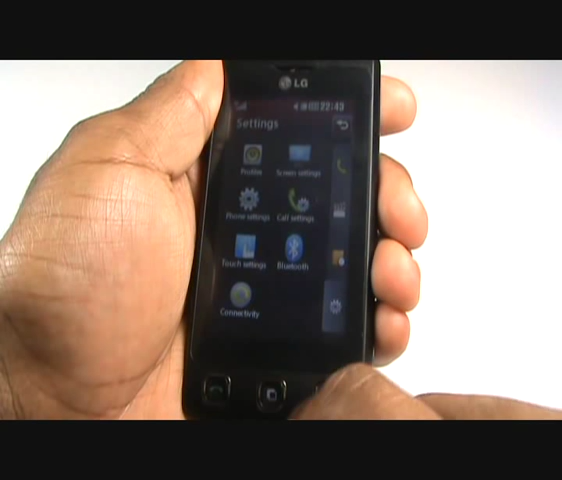 LG
22:43
Settings
Profiles
Screen settings
Phone settings
Call settings
Touch settings
Bluetooth
Connectivity